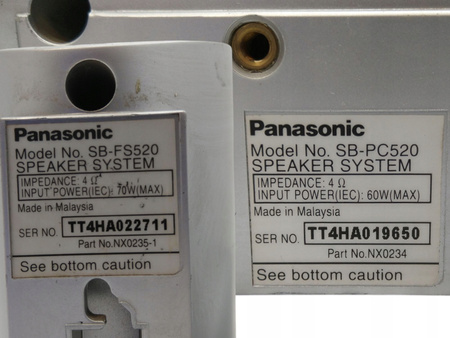 Panasonic
Model No. SB-FS520
SPEAKER SYSTEM
IMPEDANCE: 4 Ω
INPUT POWER(IEC): 70W(MAX)
Made in Malaysia
SER NO. TT4HA022711
Part No.NX0235-1
See bottom caution
Panasonic
Model No. SB-PC520
SPEAKER SYSTEM
IMPEDANCE: 4 Ω
INPUT POWER(IEC): 60W(MAX)
Made in Malaysia
SER NO. TT4HA019650
Part No.NX0234
See bottom caution